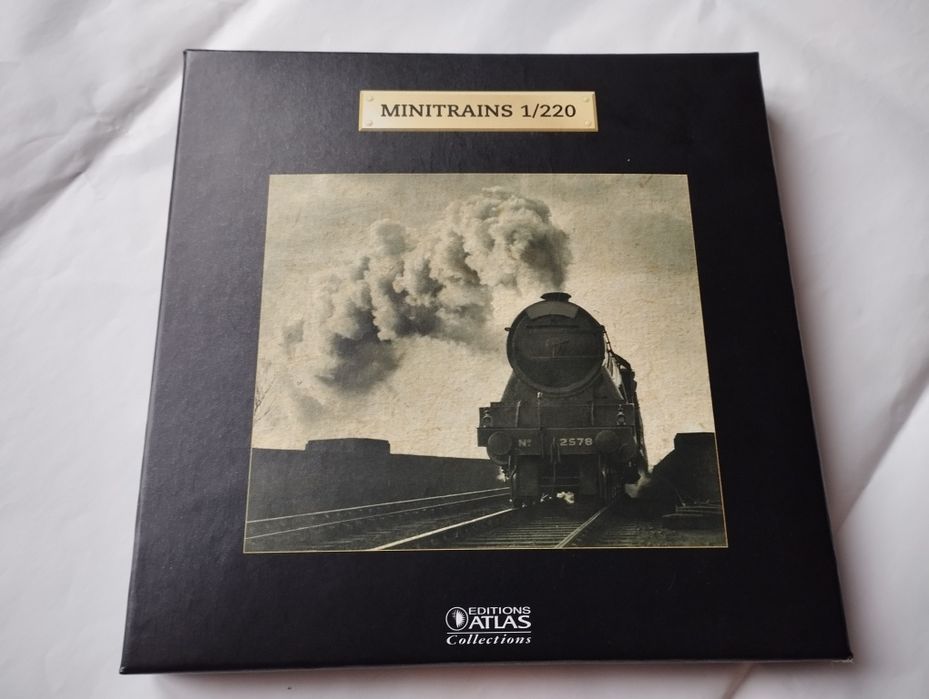 MINITRAINS 1/220
Nº 2578
EDITIONS
ATLAS
Collections